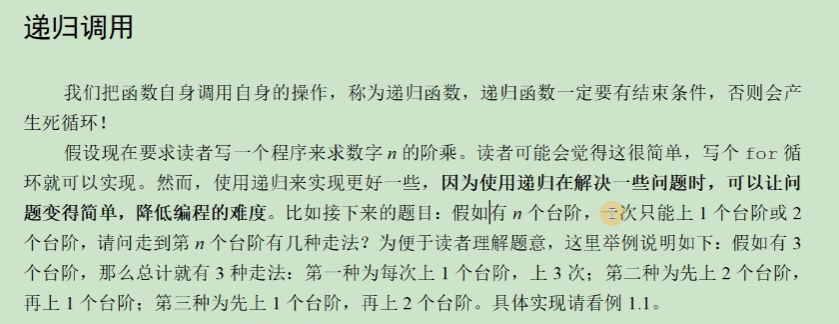 递归调用
我们把函数自身调用自身的操作，称为递归函数，递归函数一定要有结束条件，否则会产
生死循环！
假设现在要求读者写一个程序来求数字 n 的阶乘。读者可能会觉得这很简单，写个 for 循
环就可以实现。然而，使用递归来实现更好一些，因为使用递归在解决一些问题时，可以让问
题变得简单，降低编程的难度。比如接下来的题目：假如有 n 个台阶，一次只能上 1 个台阶或 2
个台阶，请问走到第 n 个台阶有几种走法？为便于读者理解题意，这里举例说明如下：假如有 3
个台阶，那么总计就有 3 种走法：第一种为每次上 1 个台阶，上 3 次；第二种为先上 2 个台阶，
再上 1 个台阶；第三种为先上 1 个台阶，再上 2 个台阶。具体实现请看例 1.1。